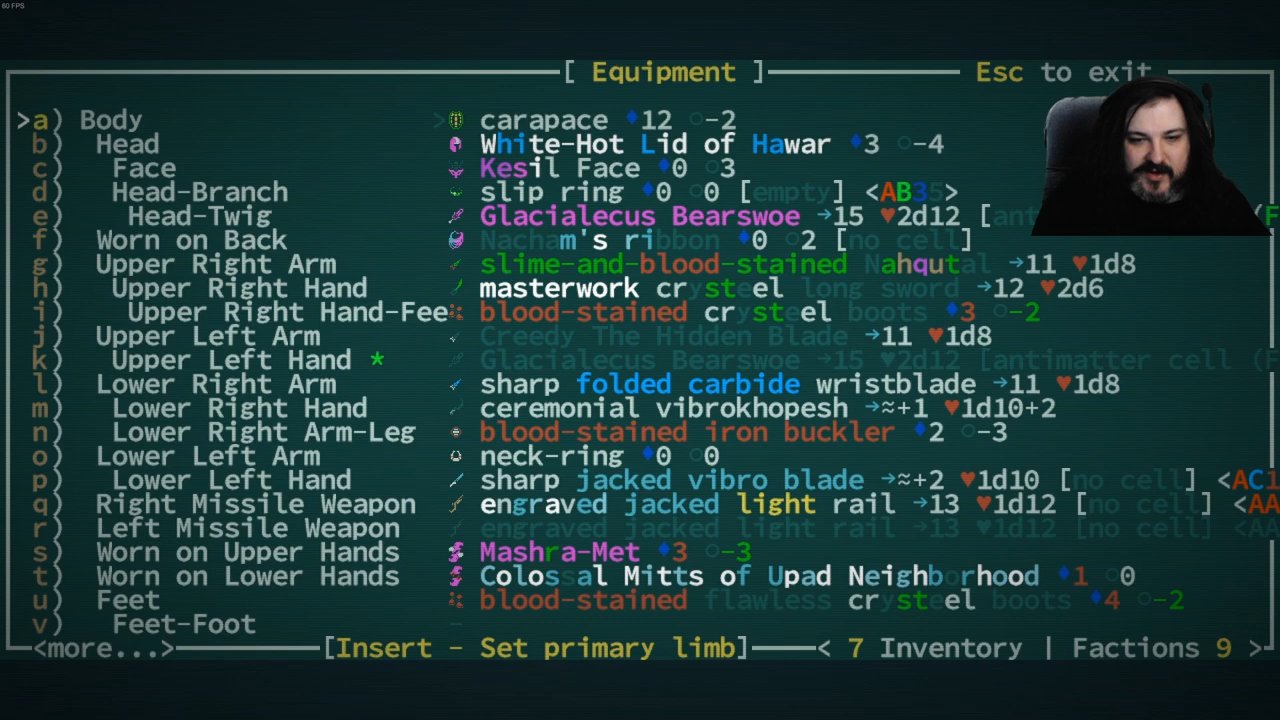 60 FPS
[ Equipment ] Esc to exit
>a) Body > carapace ♦12 ○-2
b) Head White-Hot Lid of Hawar ♦3 ○-4
c) Face Kesil Face ♦0 ○3
d) Head-Branch slip ring ♦0 ○0 [empty] <AB35>
e) Head-Twig Glacialecus Bearswoe →15 ♥2d12 [ant (F
f) Worn on Back Nacham's ribbon ♦0 ○2 [no cell]
g) Upper Right Arm slime-and-blood-stained Nahqutal →11 ♥1d8
h) Upper Right Hand masterwork crysteel long sword →12 ♥2d6
i) Upper Right Hand-Fee blood-stained crysteel boots ♦3 ○-2
j) Upper Left Arm Creedy The Hidden Blade →11 ♥1d8
k) Upper Left Hand * Glacialecus Bearswoe →15 ♥2d12 [antimatter cell (F
l) Lower Right Arm sharp folded carbide wristblade →11 ♥1d8
m) Lower Right Hand ceremonial vibrokhopesh →≈+1 ♥1d10+2
n) Lower Right Arm-Leg blood-stained iron buckler ♦2 ○-3
o) Lower Left Arm neck-ring ♦0 ○0
p) Lower Left Hand sharp jacked vibro blade →≈+2 ♥1d10 [no cell] <AC1
q) Right Missile Weapon engraved jacked light rail →13 ♥1d12 [no cell] <AA
r) Left Missile Weapon engraved jacked light rail →13 ♥1d12 [no cell] <AA
s) Worn on Upper Hands Mashra-Met ♦3 ○-3
t) Worn on Lower Hands Colossal Mitts of Upad Neighborhood ♦1 ○0
u) Feet blood-stained flawless crysteel boots ♦4 ○-2
v) Feet-Foot -
<more...> [Insert - Set primary limb] < 7 Inventory | Factions 9 >